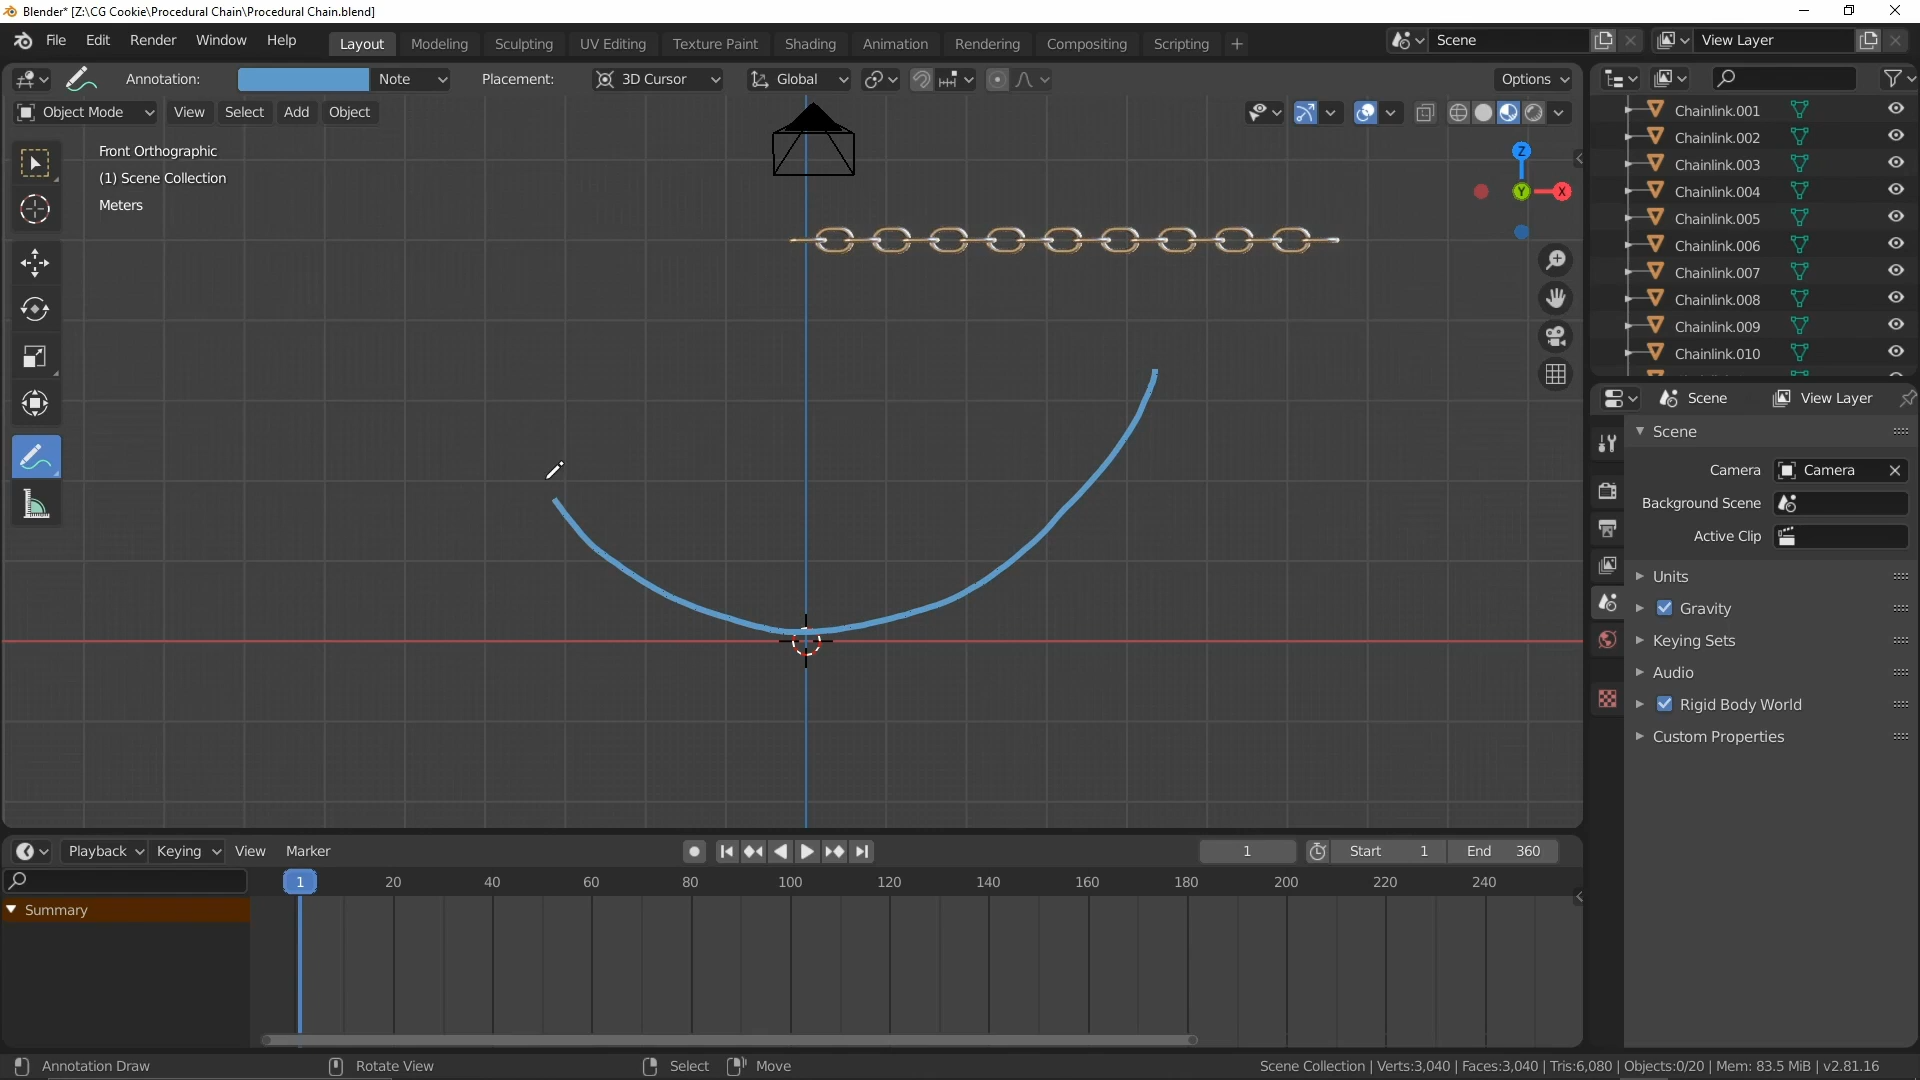 Blender* [Z:\CG Cookie\Procedural Chain\Procedural Chain.blend]
File Edit Render Window Help Layout Modeling Sculpting UV Editing Texture Paint Shading Animation Rendering Compositing Scripting + Scene View Layer
Annotation: Note Placement: 3D Cursor Global Options
Object Mode View Select Add Object
Front Orthographic
(1) Scene Collection
Meters
Z
Y
X
Chainlink.001
Chainlink.002
Chainlink.003
Chainlink.004
Chainlink.005
Chainlink.006
Chainlink.007
Chainlink.008
Chainlink.009
Chainlink.010
Scene View Layer
Scene
Camera Camera
Background Scene
Active Clip
Units
Gravity
Keying Sets
Audio
Rigid Body World
Custom Properties
Playback Keying View Marker 1 Start 1 End 360
1 20 40 60 80 100 120 140 160 180 200 220 240
Summary
Annotation Draw Rotate View Select Move Scene Collection | Verts:3,040 | Faces:3,040 | Tris:6,080 | Objects:0/20 | Mem: 83.5 MiB | v2.81.16